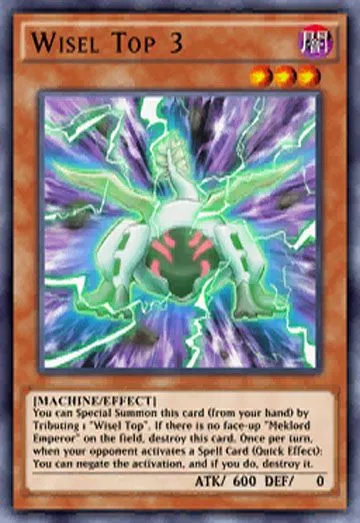 WISEL TOP 3
闇
[MACHINE/EFFECT]
You can Special Summon this card (from your hand) by
Tributing 1 "Wisel Top". If there is no face-up "Meklord
Emperor" on the field, destroy this card. Once per turn,
when your opponent activates a Spell Card (Quick Effect):
You can negate the activation, and if you do, destroy it.
ATK/ 600 DEF/ 0